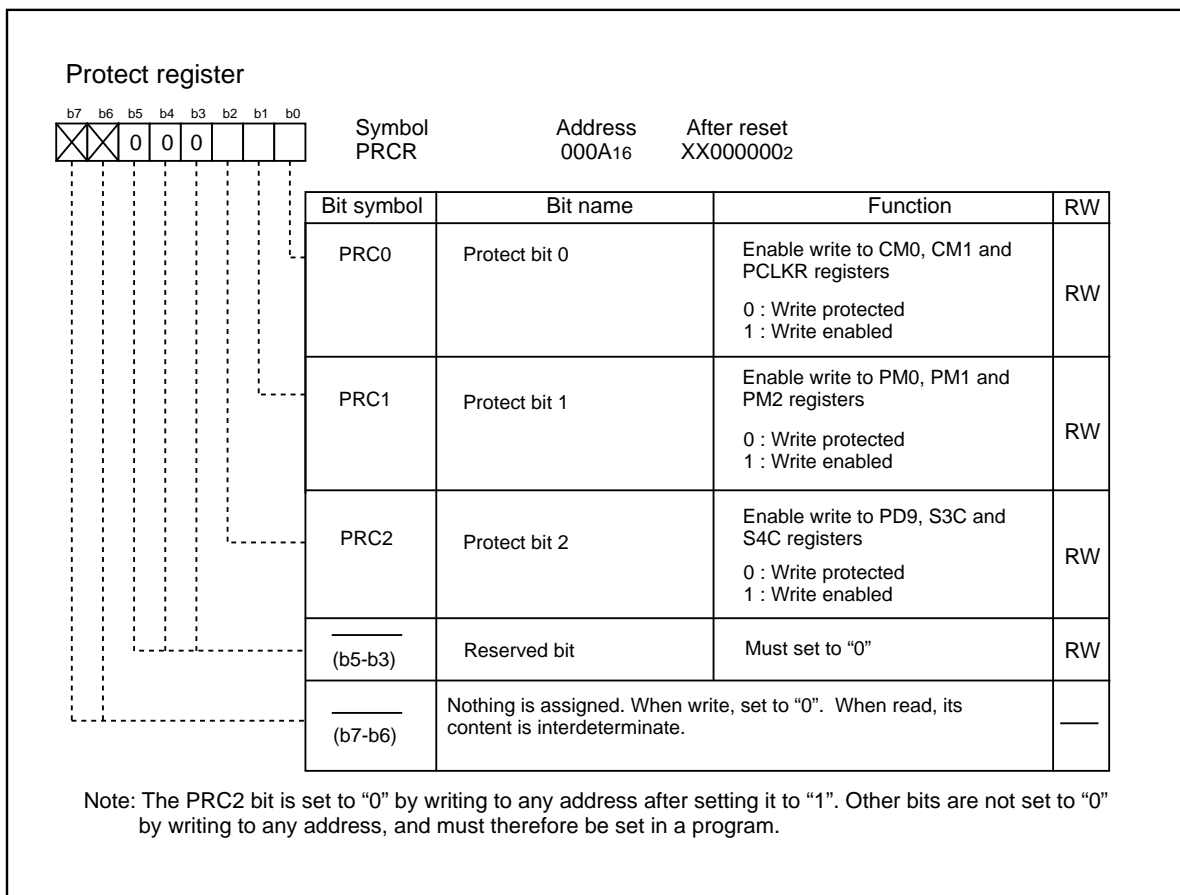 Protect register
b7 b6 b5 b4 b3 b2 b1 b0
0 0 0
Symbol Address After reset
PRCR 000A16 XX0000002
Bit symbol Bit name Function RW
PRC0 Protect bit 0 Enable write to CM0, CM1 and
PCLKR registers
0 : Write protected
1 : Write enabled
RW
PRC1 Protect bit 1 Enable write to PM0, PM1 and
PM2 registers
0 : Write protected
1 : Write enabled
RW
PRC2 Protect bit 2 Enable write to PD9, S3C and
S4C registers
0 : Write protected
1 : Write enabled
RW
(b5-b3) Reserved bit Must set to “0” RW
(b7-b6) Nothing is assigned. When write, set to “0”. When read, its
content is interdeterminate.
Note: The PRC2 bit is set to “0” by writing to any address after setting it to “1”. Other bits are not set to “0”
by writing to any address, and must therefore be set in a program.